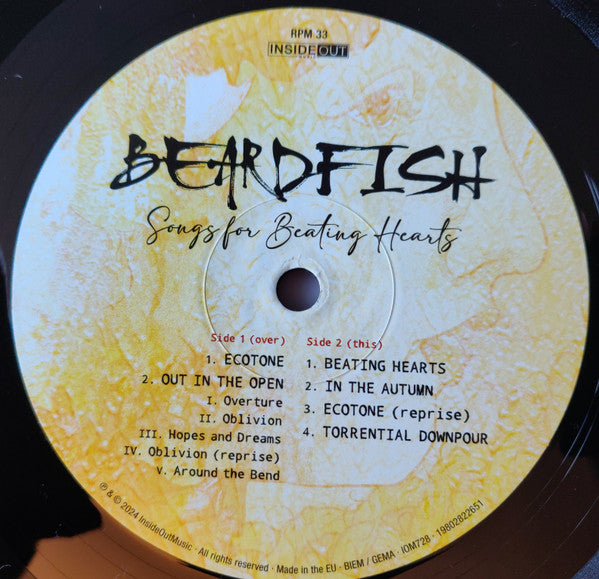 RPM 33
INSIDEOUT
MUSIC
BEARDFISH
Songs for Beating Hearts
Side 1 (over)
1. ECOTONE
2. OUT IN THE OPEN
I. Overture
II. Oblivion
III. Hopes and Dreams
IV. Oblivion (reprise)
V. Around the Bend
Side 2 (this)
1. BEATING HEARTS
2. IN THE AUTUMN
3. ECOTONE (reprise)
4. TORRENTIAL DOWNPOUR
℗ & © 2024 InsideOutMusic · All rights reserved · Made in the EU · BIEM / GEMA · IOM728 · 19802822651